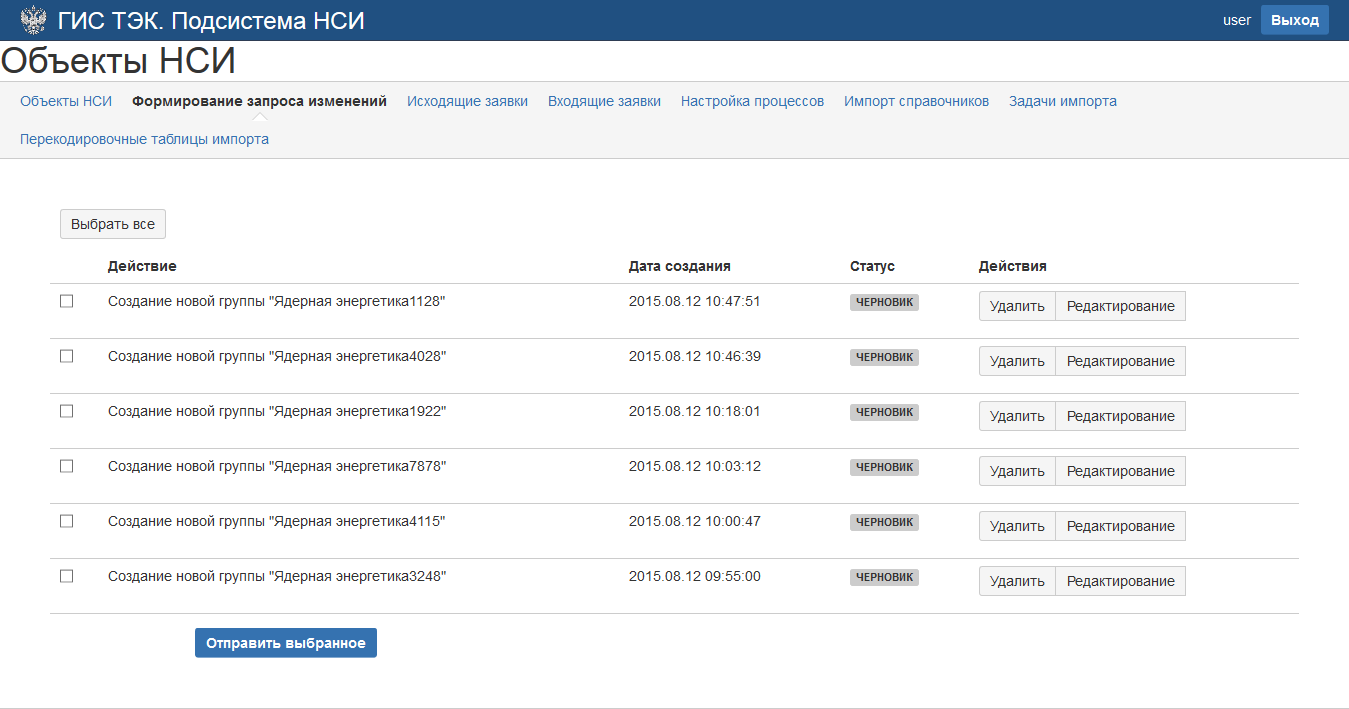 ГИС ТЭК. Подсистема НСИ user Выход
Объекты НСИ
Объекты НСИ Формирование запроса изменений Исходящие заявки Входящие заявки Настройка процессов Импорт справочников Задачи импорта
Перекодировочные таблицы импорта
Выбрать все
Действие Дата создания Статус Действия
Создание новой группы "Ядерная энергетика1128" 2015.08.12 10:47:51 ЧЕРНОВИК Удалить Редактирование
Создание новой группы "Ядерная энергетика4028" 2015.08.12 10:46:39 ЧЕРНОВИК Удалить Редактирование
Создание новой группы "Ядерная энергетика1922" 2015.08.12 10:18:01 ЧЕРНОВИК Удалить Редактирование
Создание новой группы "Ядерная энергетика7878" 2015.08.12 10:03:12 ЧЕРНОВИК Удалить Редактирование
Создание новой группы "Ядерная энергетика4115" 2015.08.12 10:00:47 ЧЕРНОВИК Удалить Редактирование
Создание новой группы "Ядерная энергетика3248" 2015.08.12 09:55:00 ЧЕРНОВИК Удалить Редактирование
Отправить выбранное